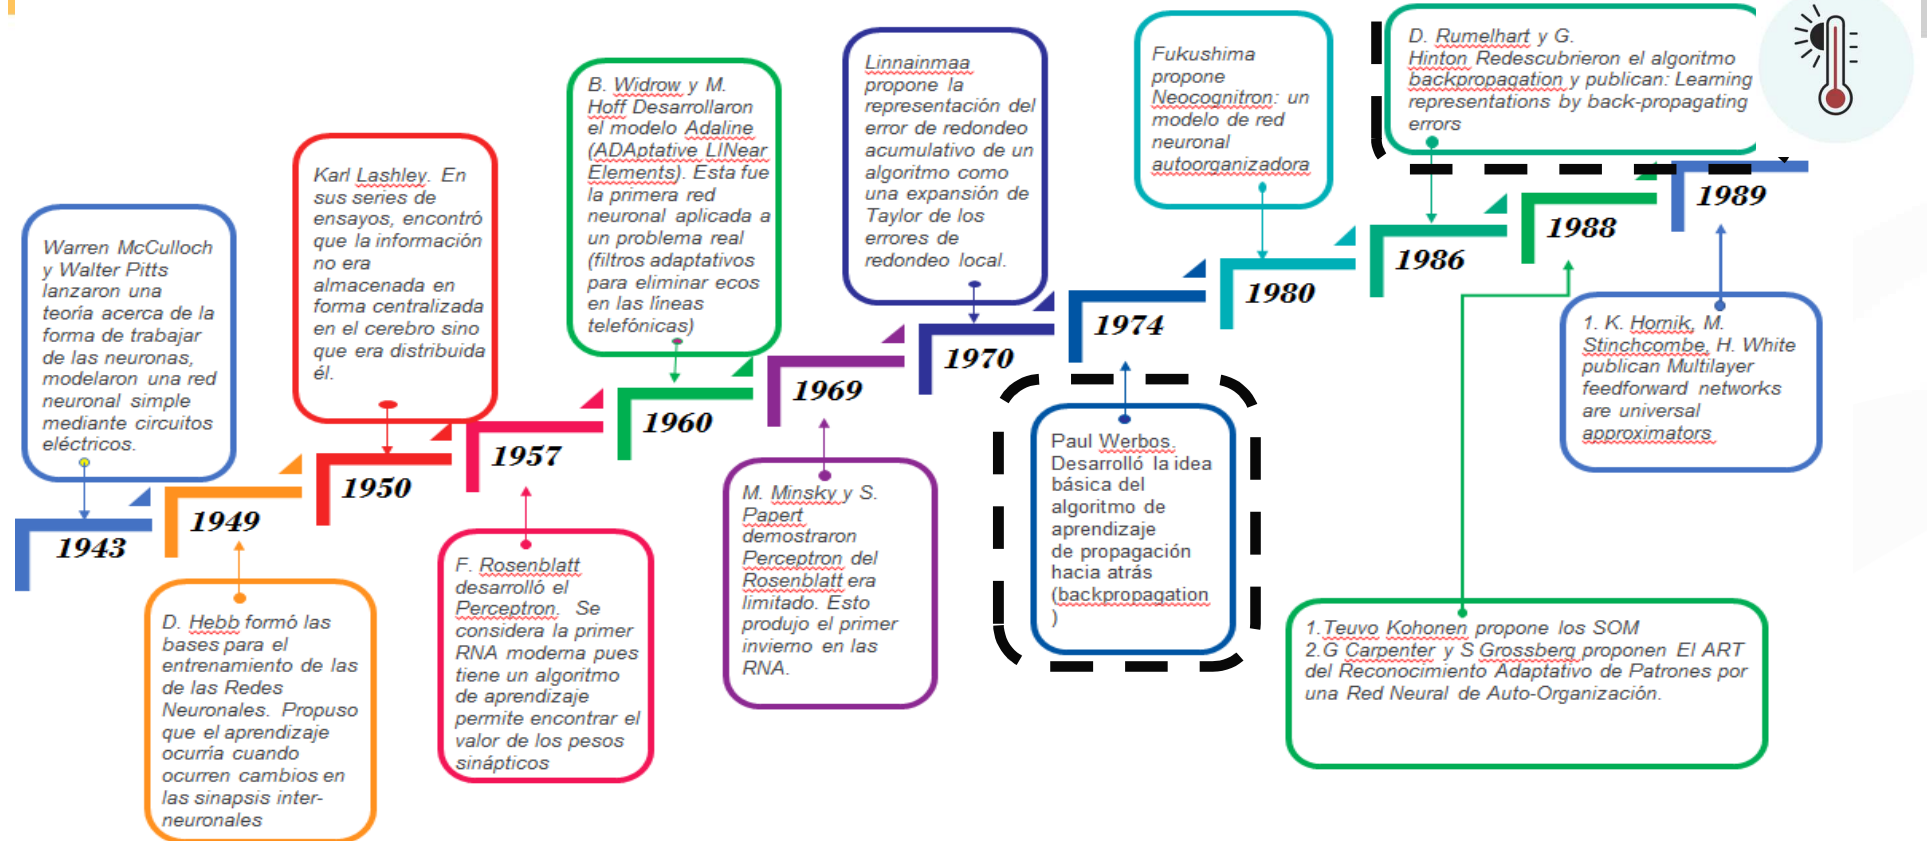 Warren McCulloch
y Walter Pitts
lanzaron una
teoría acerca de la
forma de trabajar
de las neuronas,
modelaron una red
neuronal simple
mediante circuitos
eléctricos.
1943
1949
D. Hebb formó las
bases para el
entrenamiento de las
de las Redes
Neuronales. Propuso
que el aprendizaje
ocurría cuando
ocurren cambios en
las sinapsis inter-
neuronales
Karl Lashley. En
sus series de
ensayos, encontró
que la información
no era
almacenada en
forma centralizada
en el cerebro sino
que era distribuida
él.
1950
1957
F. Rosenblatt
desarrolló el
Perceptron. Se
considera la primer
RNA moderna pues
tiene un algoritmo
de aprendizaje
permite encontrar el
valor de los pesos
sinápticos
B. Widrow y M.
Hoff Desarrollaron
el modelo Adaline
(ADAptative LINear
Elements). Esta fue
la primera red
neuronal aplicada a
un problema real
(filtros adaptativos
para eliminar ecos
en las líneas
telefónicas)
1960
1969
M. Minsky y S.
Papert
demostraron
Perceptron del
Rosenblatt era
limitado. Esto
produjo el primer
invierno en las
RNA.
Linnainmaa
propone la
representación del
error de redondeo
acumulativo de un
algoritmo como
una expansión de
Taylor de los
errores de
redondeo local.
1970
1974
Paul Werbos.
Desarrolló la idea
básica del
algoritmo de
aprendizaje
de propagación
hacia atrás
(backpropagation
)
Fukushima
propone
Neocognitron: un
modelo de red
neuronal
autoorganizadora
1980
D. Rumelhart y G.
Hinton Redescubrieron el algoritmo
backpropagation y publican: Learning
representations by back-propagating
errors
1986
1988
1.Teuvo Kohonen propone los SOM
2.G Carpenter y S Grossberg proponen El ART
del Reconocimiento Adaptativo de Patrones por
una Red Neural de Auto-Organización.
1989
1. K. Hornik, M.
Stinchcombe, H. White
publican Multilayer
feedforward networks
are universal
approximators